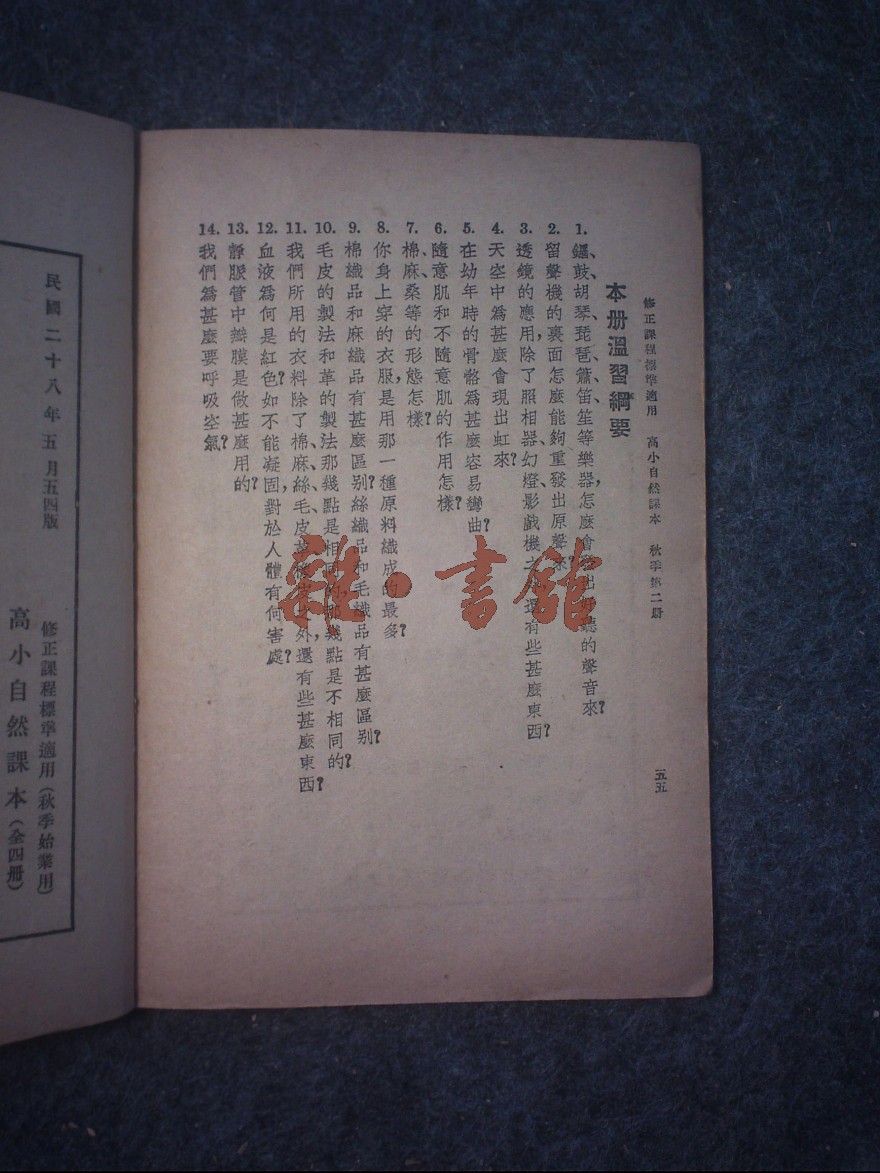 修正課程標準適用　高小自然課本　秋季第二册
五五
本册溫習綱要
1. 鑼、鼓、胡琴、琵琶、簫、笛、笙等樂器,怎麼會發出好聽的聲音來?
2. 留聲機的裏面怎麼能夠重發出原聲來?
3. 透鏡的應用,除了照相器、幻燈、影戲機之外還有些甚麼東西?
4. 天空中爲甚麼會現出虹來?
5. 在幼年時的骨骼爲甚麼容易彎曲?
6. 隨意肌和不隨意肌的作用怎樣?
7. 棉、麻、桑等的形態怎樣?
8. 你身上穿的衣服,是用那一種原料織成的最多?
9. 棉織品和麻織品有甚麼區别?絲織品和毛織品有甚麼區别?
10. 毛皮的製法和革的製法那幾點是相同的,那幾點是不相同的?
11. 我們所用的衣料除了棉、麻、絲、毛皮、革、橡皮之外,還有些甚麼東西?
12. 血液爲何是紅色?如不能凝固,對於人體有何害處?
13. 靜脈管中瓣膜是做甚麼用的?
14. 我們爲甚麼要呼吸空氣?
民國二十八年五月五四版
修正課程標準適用(秋季始業用)
高小自然課本(全四册)
雜·書館